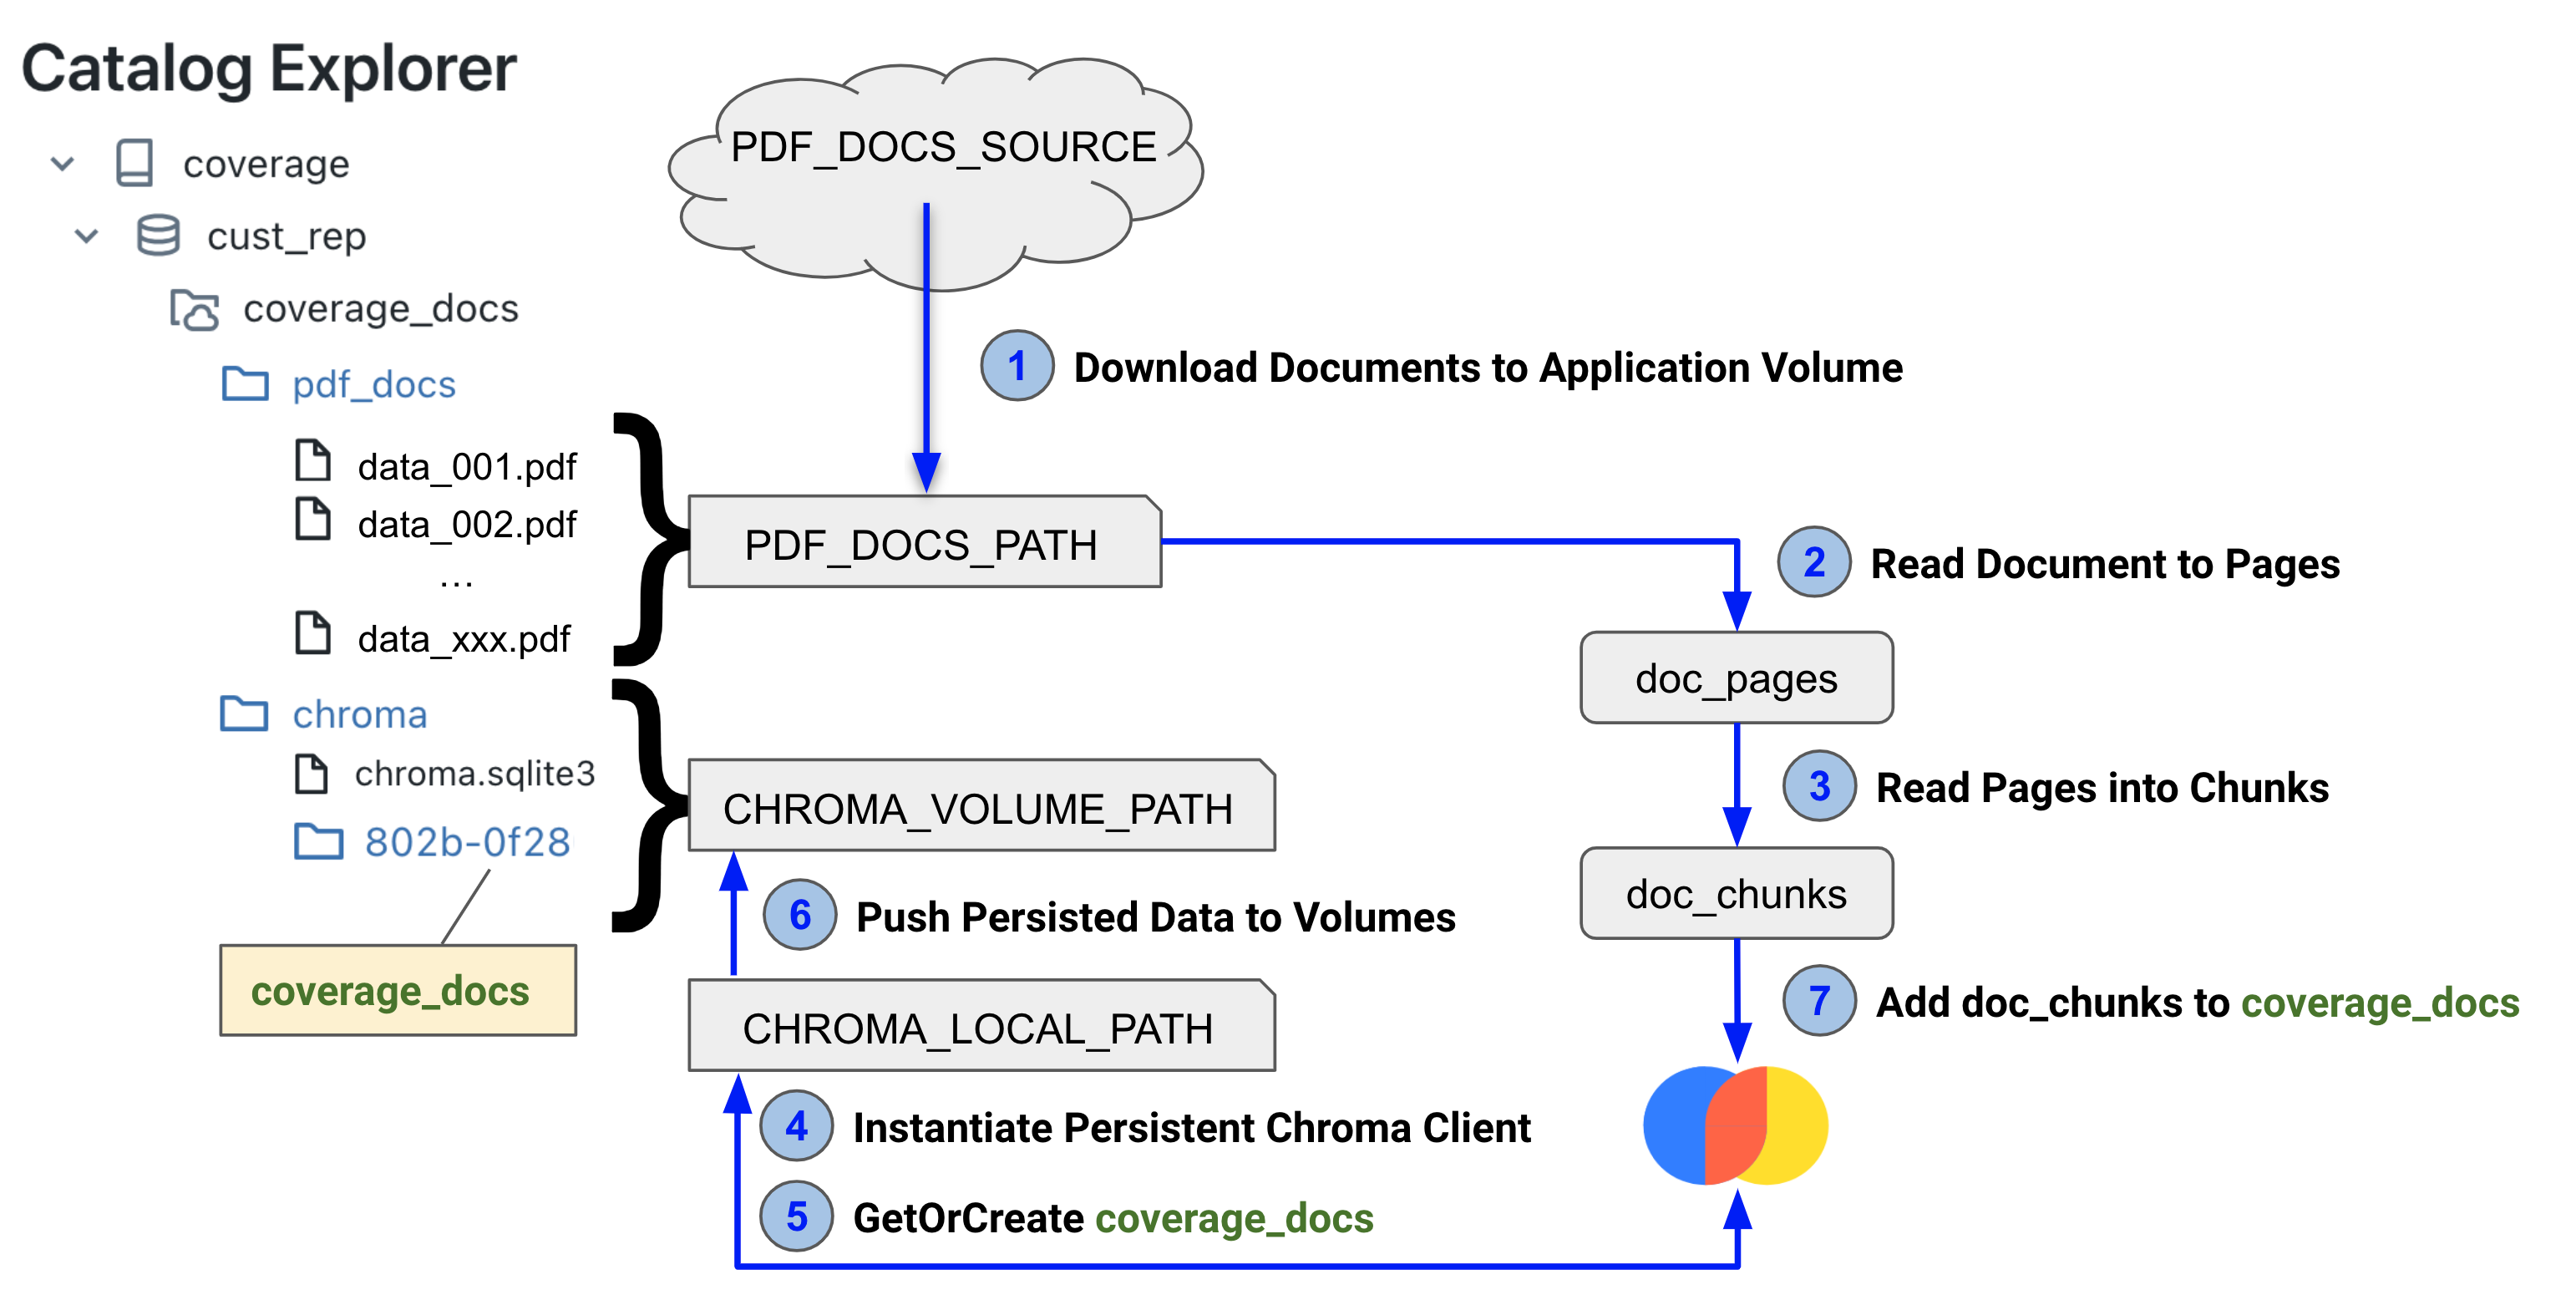 Catalog Explorer
coverage
cust_rep
coverage_docs
pdf_docs
data_001.pdf
data_002.pdf
...
data_xxx.pdf
chroma
chroma.sqlite3
802b-0f28
coverage_docs
PDF_DOCS_SOURCE
1 Download Documents to Application Volume
PDF_DOCS_PATH
2 Read Document to Pages
doc_pages
3 Read Pages into Chunks
doc_chunks
CHROMA_VOLUME_PATH
6 Push Persisted Data to Volumes
CHROMA_LOCAL_PATH
7 Add doc_chunks to coverage_docs
4 Instantiate Persistent Chroma Client
5 GetOrCreate coverage_docs